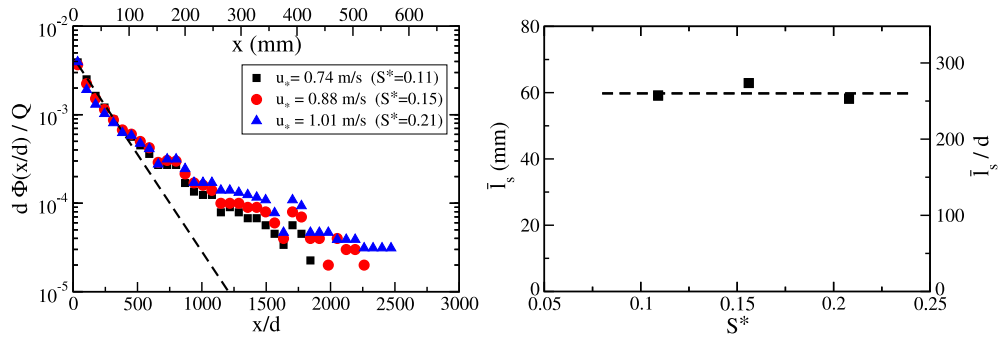 0 100 200 300 400 500 600
x (mm)
10^-2
10^-3
10^-4
10^-5
d Φ(x/d) / Q
u* = 0.74 m/s (S*=0.11)
u* = 0.88 m/s (S*=0.15)
u* = 1.01 m/s (S*=0.21)
0 500 1000 1500 2000 2500 3000
x/d
80
60
40
20
0
l̄s (mm)
300
200
100
0
l̄s / d
0.05 0.1 0.15 0.2 0.25
S*